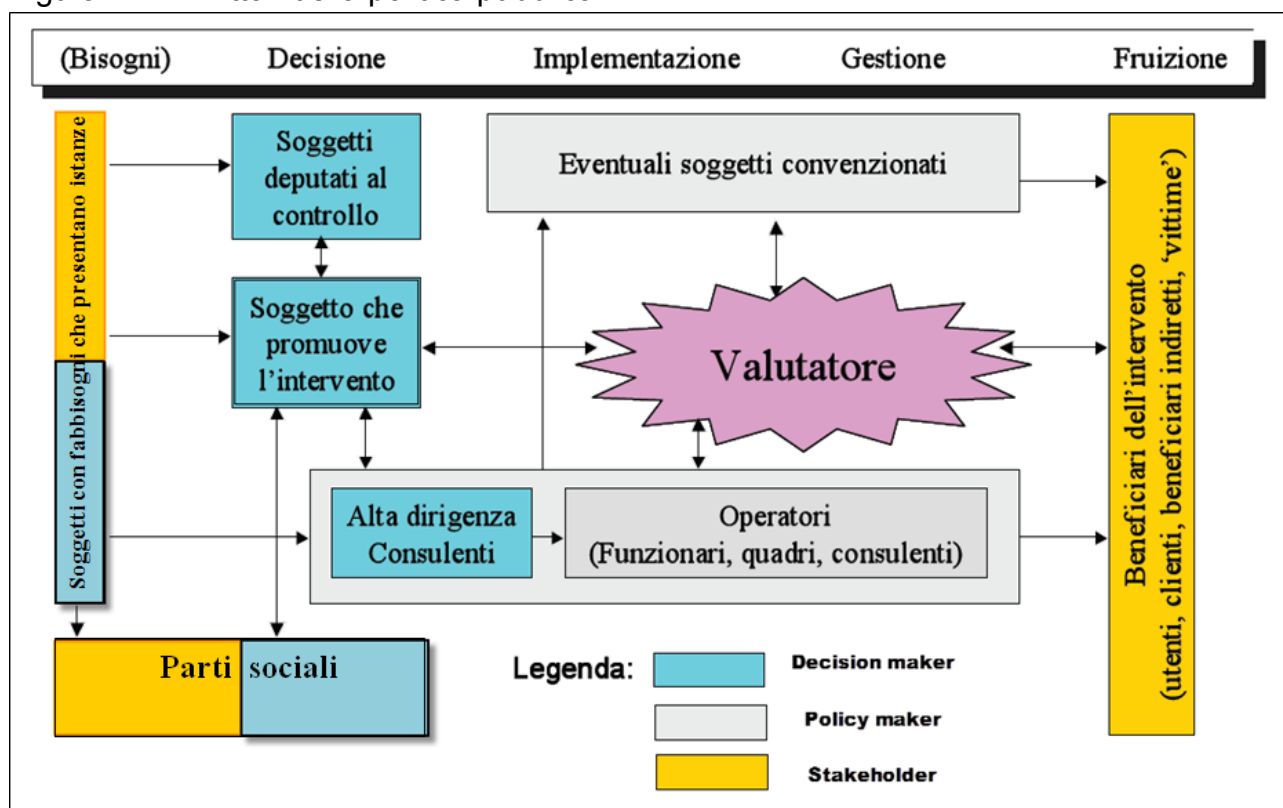 (Bisogni) Decisione Implementazione Gestione Fruizione
Soggetti con fabbisogni che presentano istanze
Soggetti
deputati al
controllo
Eventuali soggetti convenzionati
Soggetto che
promuove
l'intervento
Valutatore
Beneficiari dell'intervento
(utenti, clienti, beneficiari indiretti, 'vittime')
Alta dirigenza
Consulenti
Operatori
(Funzionari, quadri, consulenti)
Parti sociali
Legenda:
Decision maker
Policy maker
Stakeholder